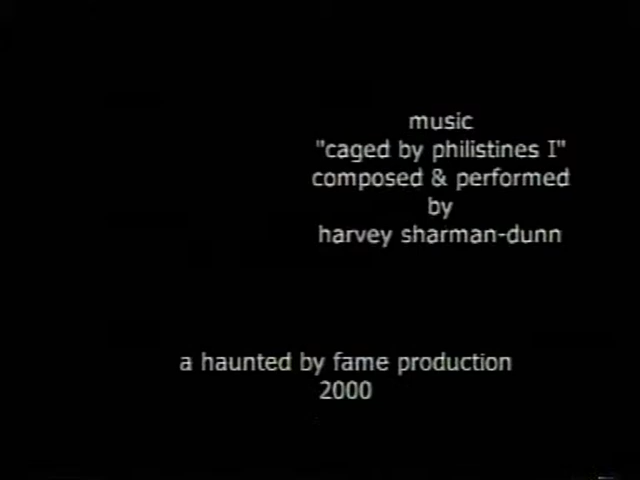 music
"caged by philistines I"
composed & performed
by
harvey sharman-dunn
a haunted by fame production
2000